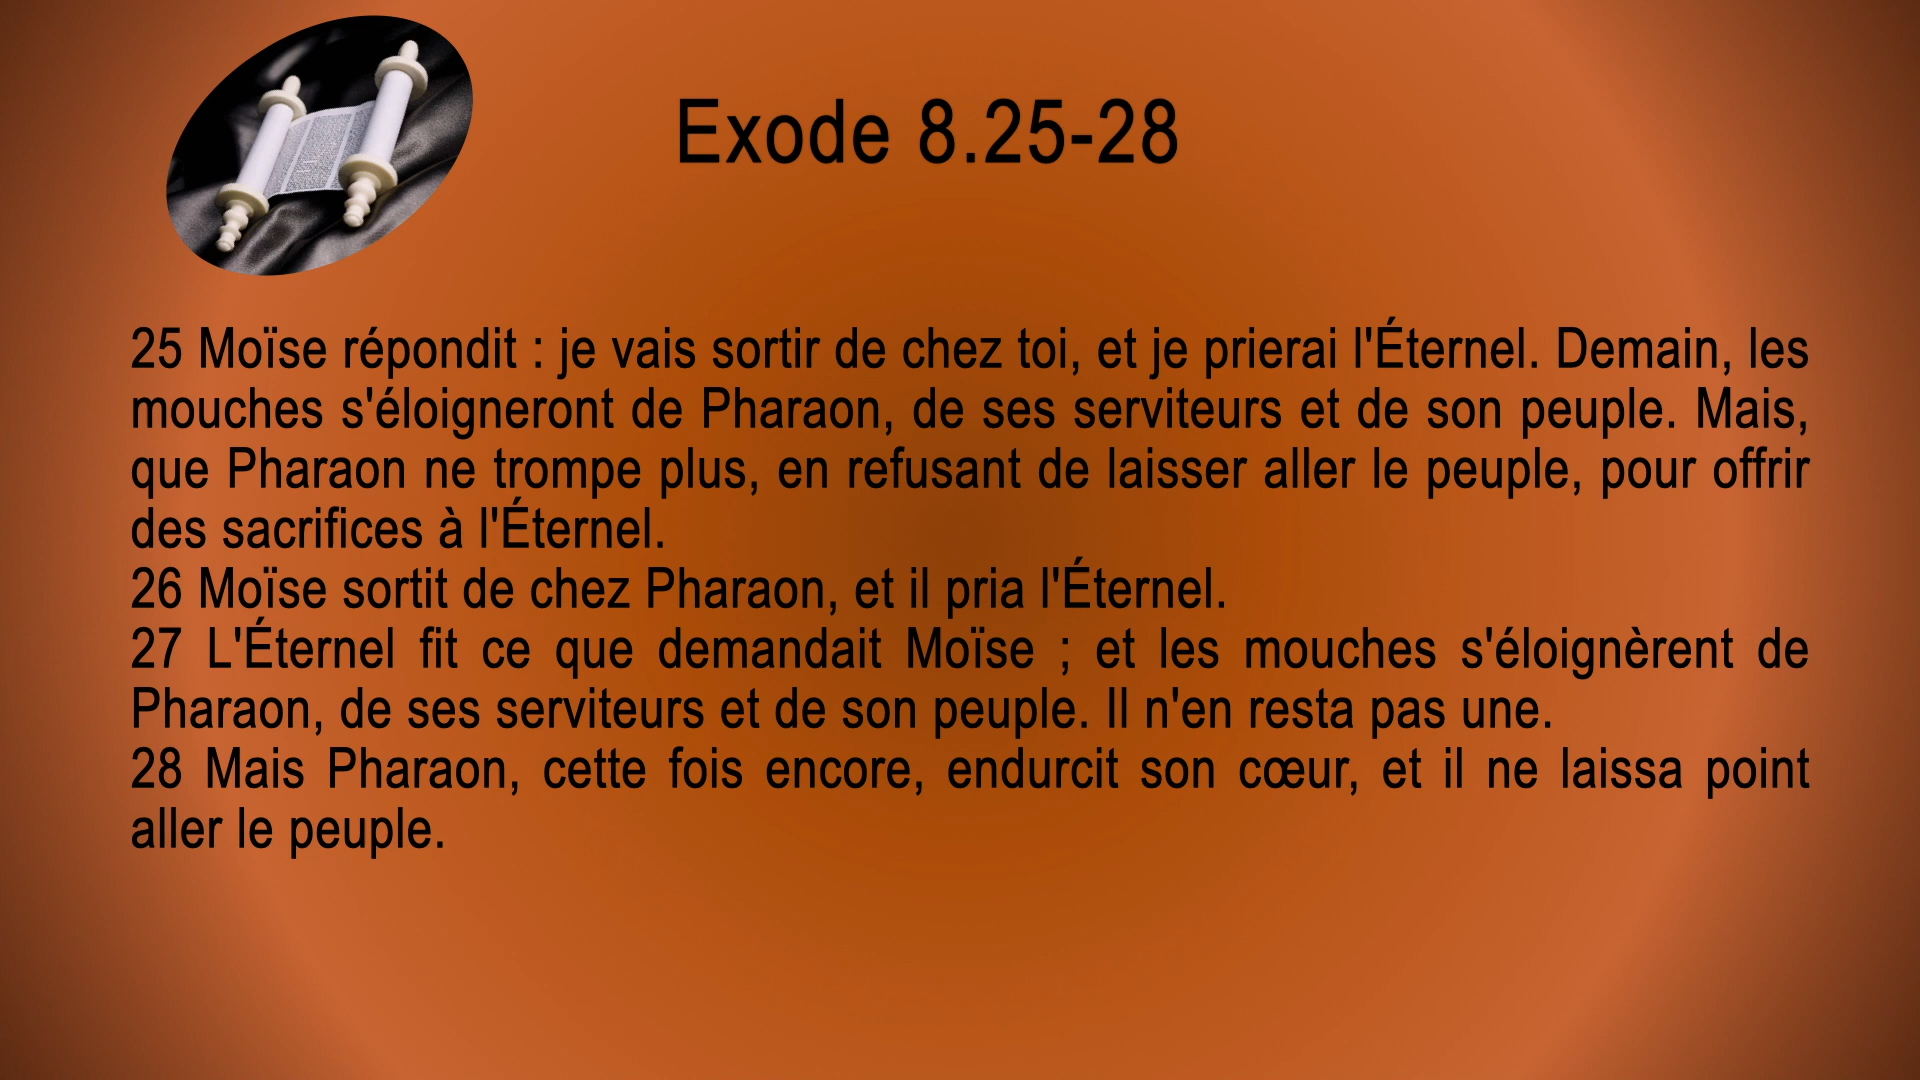 Exode 8.25-28
25 Moïse répondit : je vais sortir de chez toi, et je prierai l'Éternel. Demain, les
mouches s'éloigneront de Pharaon, de ses serviteurs et de son peuple. Mais,
que Pharaon ne trompe plus, en refusant de laisser aller le peuple, pour offrir
des sacrifices à l'Éternel.
26 Moïse sortit de chez Pharaon, et il pria l'Éternel.
27 L'Éternel fit ce que demandait Moïse ; et les mouches s'éloignèrent de
Pharaon, de ses serviteurs et de son peuple. Il n'en resta pas une.
28 Mais Pharaon, cette fois encore, endurcit son cœur, et il ne laissa point
aller le peuple.